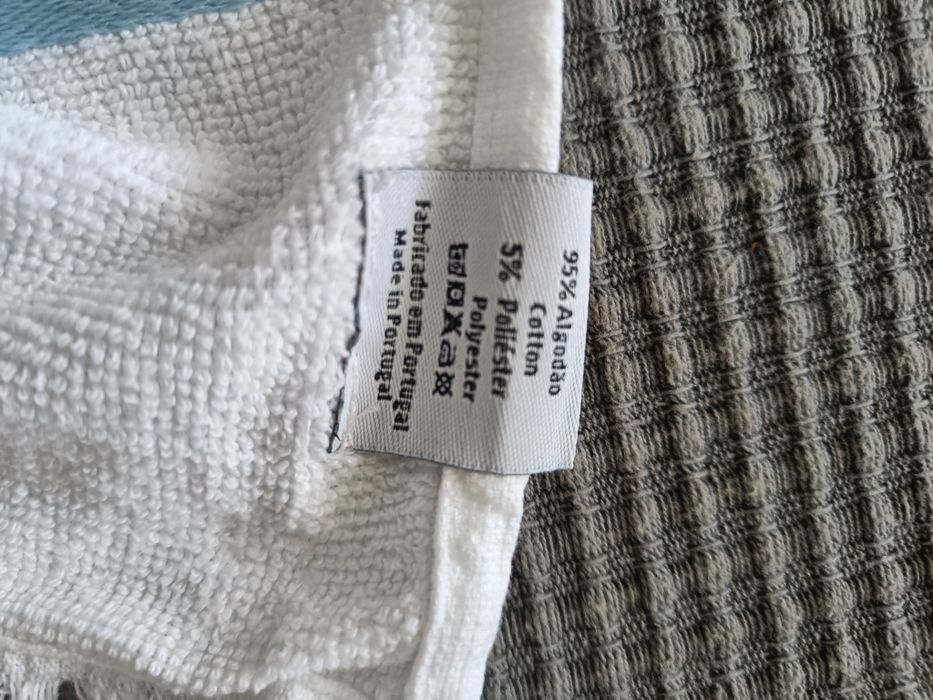 95% Algodão
Cotton
5% Poliéster
Polyester
Fabricado em Portugal
Made in Portugal